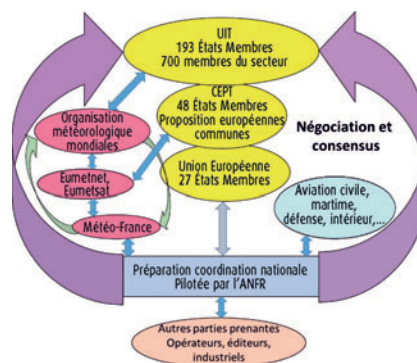 UIT
193 États Membres
700 membres du secteur
CEPT
48 États Membres
Proposition européennes
communes
Organisation
météorologique
mondiales
Négociation et
consensus
Eumetnet,
Eumetsat
Union Européenne
27 États Membres
Aviation civile,
martime,
défense, intérieur,...
Météo-France
Préparation coordination nationale
Pilotée par l'ANFR
Autres parties prenantes
Opérateurs, éditeurs,
industriels